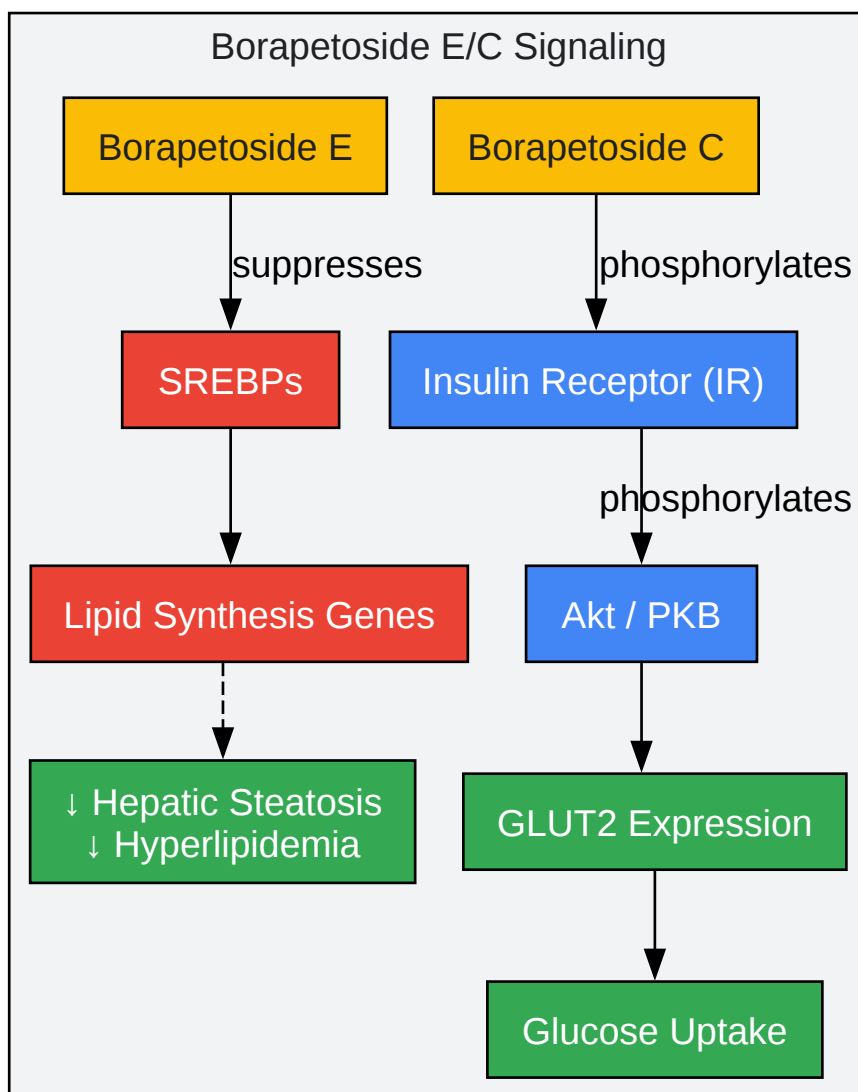 Borapetoside E/C Signaling
Borapetoside E
Borapetoside C
suppresses
phosphorylates
SREBPs
Insulin Receptor (IR)
phosphorylates
Lipid Synthesis Genes
Akt / PKB
↓ Hepatic Steatosis
↓ Hyperlipidemia
GLUT2 Expression
Glucose Uptake